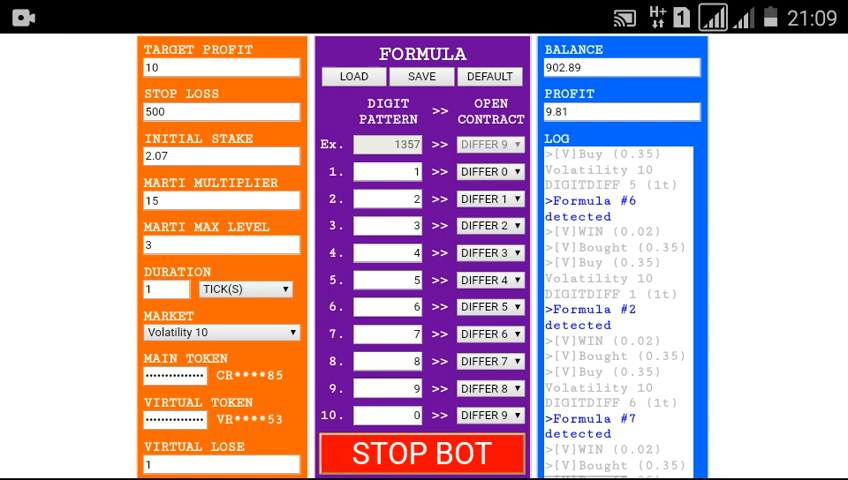 H+ 1 21:09
TARGET PROFIT
10
STOP LOSS
500
INITIAL STAKE
2.07
MARTI MULTIPLIER
15
MARTI MAX LEVEL
3
DURATION
1 TICK(S)
MARKET
Volatility 10
MAIN TOKEN
••••••••••••••• CR****85
VIRTUAL TOKEN
••••••••••••••• VR****53
VIRTUAL LOSE
1
FORMULA
LOAD SAVE DEFAULT
DIGIT PATTERN >> OPEN CONTRACT
Ex. 1357 >> DIFFER 9
1. 1 >> DIFFER 0
2. 2 >> DIFFER 1
3. 3 >> DIFFER 2
4. 4 >> DIFFER 3
5. 5 >> DIFFER 4
6. 6 >> DIFFER 5
7. 7 >> DIFFER 6
8. 8 >> DIFFER 7
9. 9 >> DIFFER 8
10. 0 >> DIFFER 9
STOP BOT
BALANCE
902.89
PROFIT
9.81
LOG
>[V]Buy (0.35)
Volatility 10
DIGITDIFF 5 (1t)
>Formula #6
detected
>[V]WIN (0.02)
>[V]Bought (0.35)
>[V]Buy (0.35)
Volatility 10
DIGITDIFF 1 (1t)
>Formula #2
detected
>[V]WIN (0.02)
>[V]Bought (0.35)
>[V]Buy (0.35)
Volatility 10
DIGITDIFF 6 (1t)
>Formula #7
detected
>[V]WIN (0.02)
>[V]Bought (0.35)